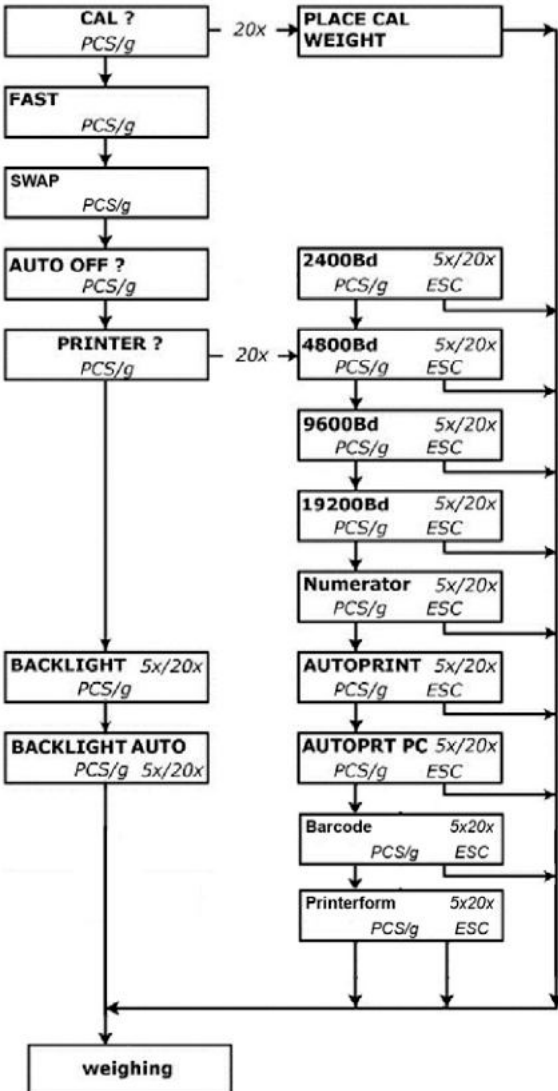 CAL ?
PCS/g
20x
PLACE CAL
WEIGHT
FAST
PCS/g
SWAP
PCS/g
AUTO OFF ?
PCS/g
PRINTER ?
PCS/g
20x
2400Bd 5x/20x
PCS/g ESC
4800Bd 5x/20x
PCS/g ESC
9600Bd 5x/20x
PCS/g ESC
19200Bd 5x/20x
PCS/g ESC
Numerator 5x/20x
PCS/g ESC
AUTOPRINT 5x/20x
PCS/g ESC
AUTOPRT PC 5x/20x
PCS/g ESC
Barcode 5x20x
PCS/g ESC
Printerform 5x20x
PCS/g ESC
BACKLIGHT 5x/20x
PCS/g
BACKLIGHT AUTO
PCS/g 5x/20x
weighing